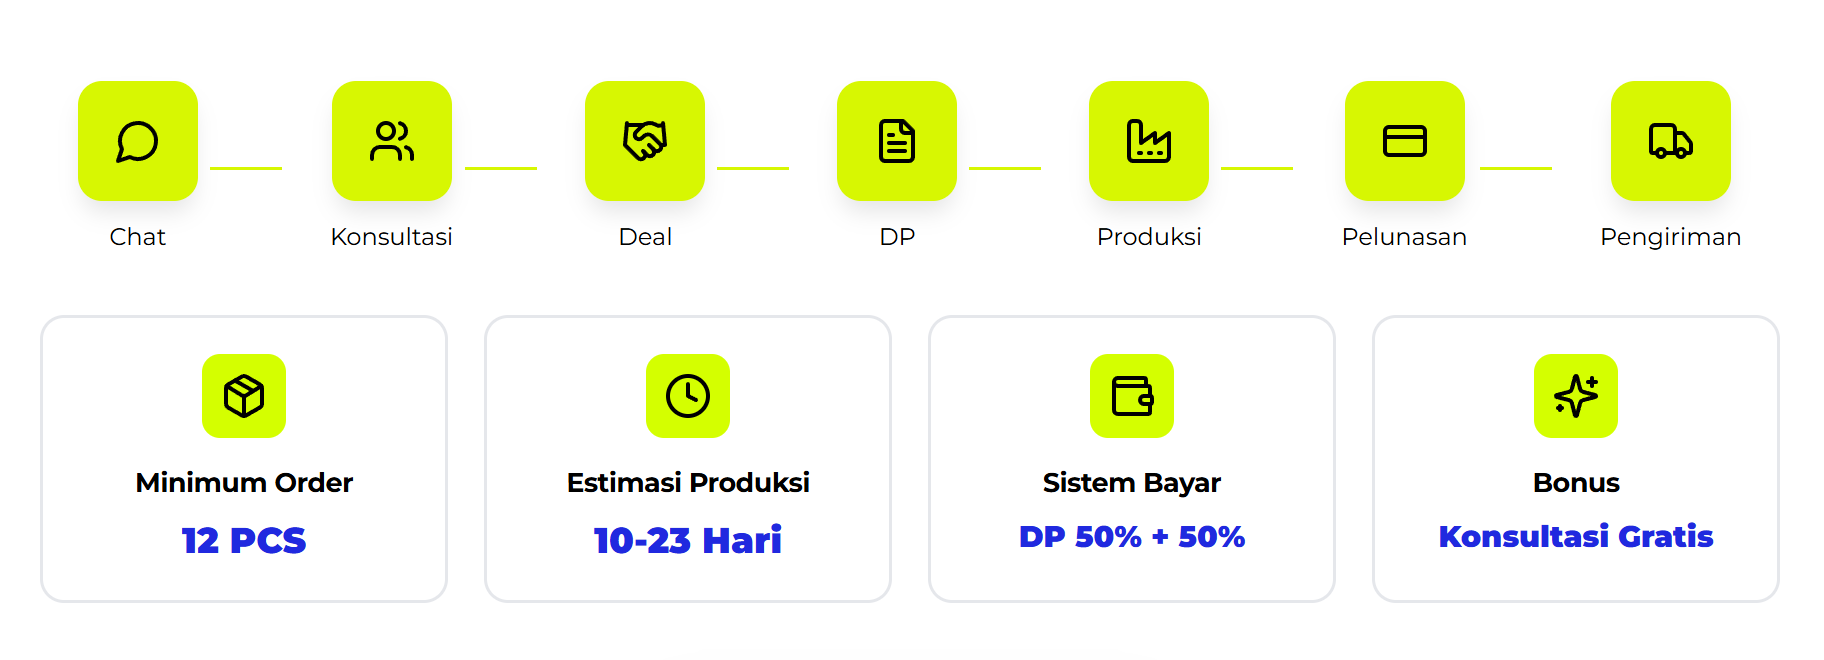 Chat
Konsultasi
Deal
DP
Produksi
Pelunasan
Pengiriman
Minimum Order
12 PCS
Estimasi Produksi
10-23 Hari
Sistem Bayar
DP 50% + 50%
Bonus
Konsultasi Gratis